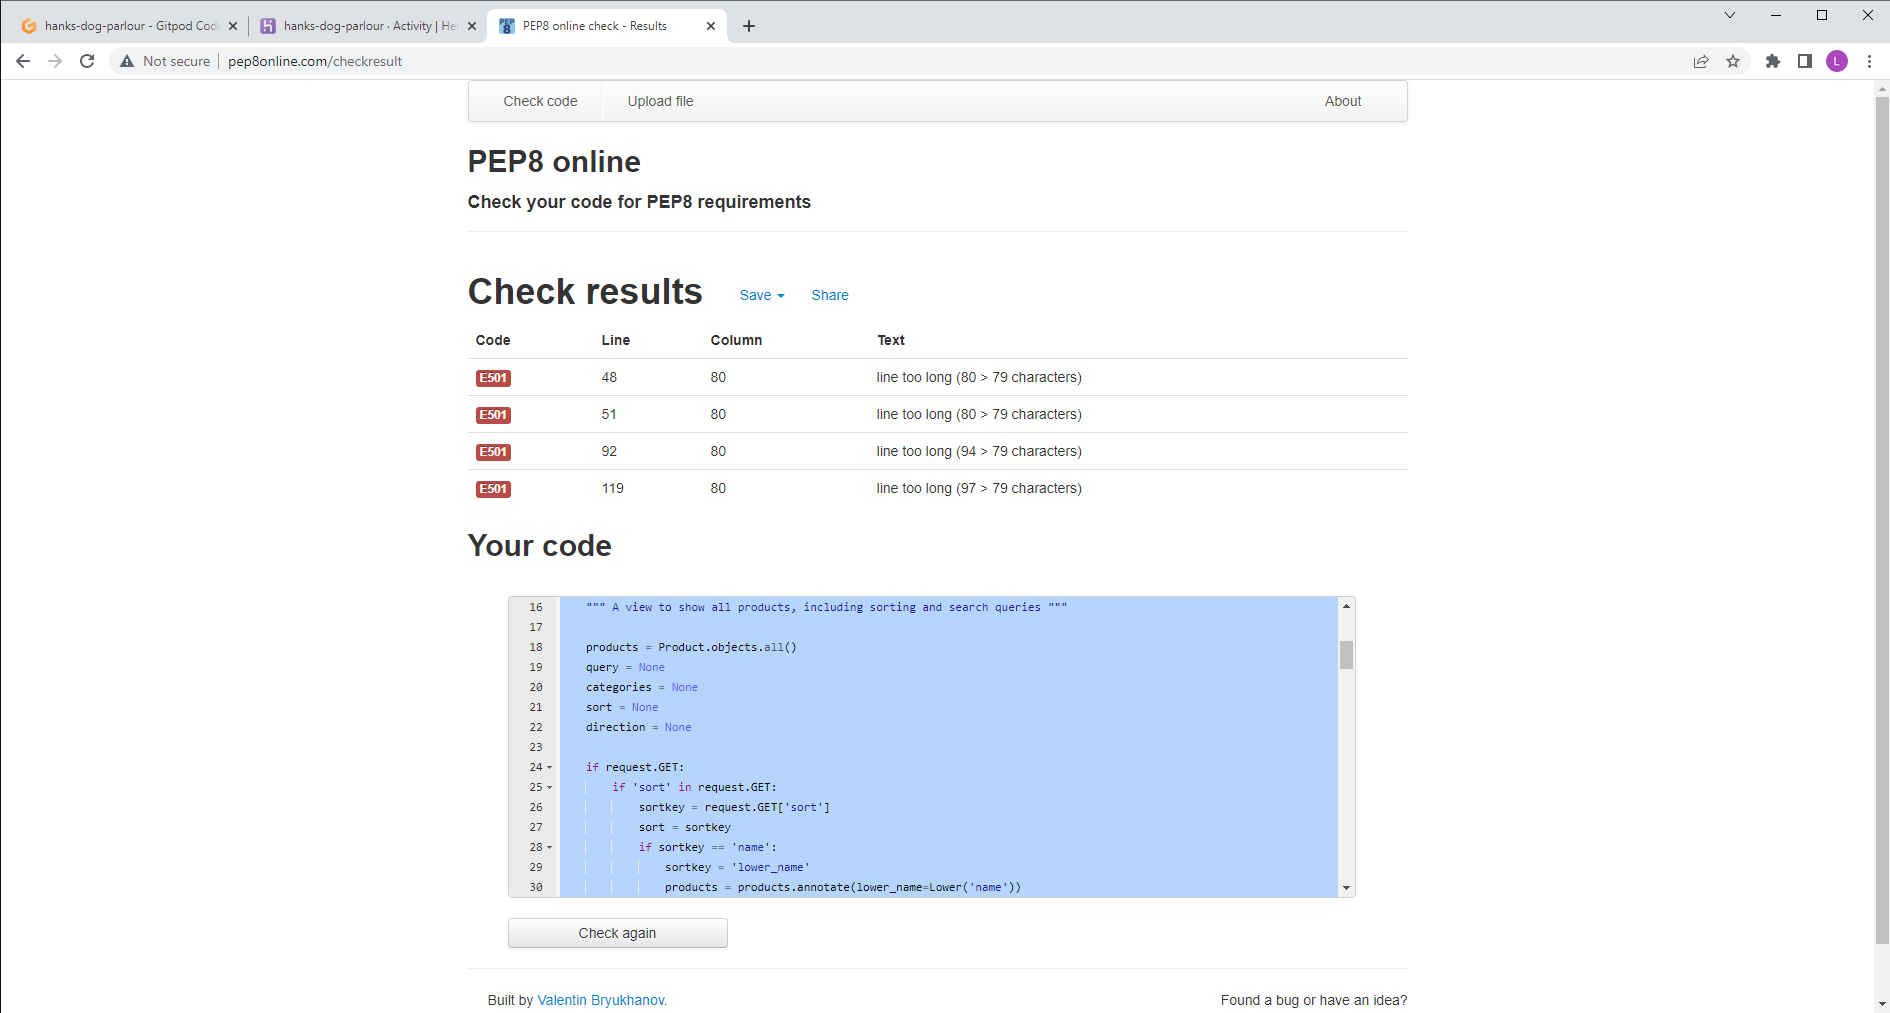 hanks-dog-parlour - Gitpod Cod
hanks-dog-parlour · Activity | He
PEP8 online check - Results
Not secure
pep8online.com/checkresult
L
Check code
Upload file
About
PEP8 online
Check your code for PEP8 requirements
Check results
Save
Share
Code Line Column Text
E501 48 80 line too long (80 > 79 characters)
E501 51 80 line too long (80 > 79 characters)
E501 92 80 line too long (94 > 79 characters)
E501 119 80 line too long (97 > 79 characters)
Your code
16 """ A view to show all products, including sorting and search queries """
17
18 products = Product.objects.all()
19 query = None
20 categories = None
21 sort = None
22 direction = None
23
24 if request.GET:
25 if 'sort' in request.GET:
26 sortkey = request.GET['sort']
27 sort = sortkey
28 if sortkey == 'name':
29 sortkey = 'lower_name'
30 products = products.annotate(lower_name=Lower('name'))
Check again
Built by Valentin Bryukhanov.
Found a bug or have an idea?